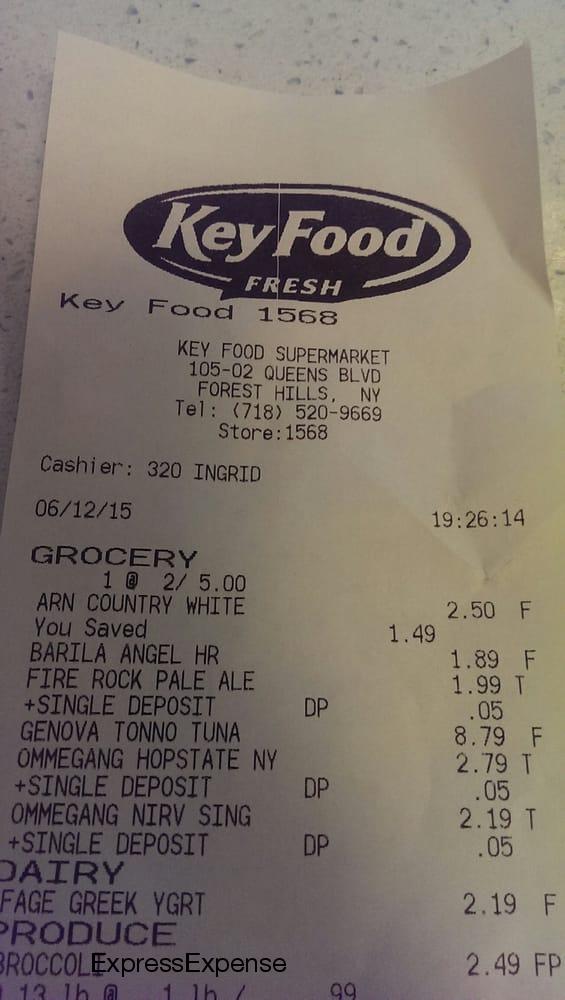 Key Food
FRESH
Key Food 1568
KEY FOOD SUPERMARKET
105-02 QUEENS BLVD
FOREST HILLS, NY
Tel: (718) 520-9669
Store:1568
Cashier: 320 INGRID
06/12/15 19:26:14
GROCERY
1 @ 2/ 5.00
ARN COUNTRY WHITE 2.50 F
You Saved 1.49
BARILA ANGEL HR 1.89 F
FIRE ROCK PALE ALE 1.99 T
+SINGLE DEPOSIT DP .05
GENOVA TONNO TUNA 8.79 F
OMMEGANG HOPSTATE NY 2.79 T
+SINGLE DEPOSIT DP .05
OMMEGANG NIRV SING 2.19 T
+SINGLE DEPOSIT DP .05
DAIRY
FAGE GREEK YGRT 2.19 F
PRODUCE
BROCCOLI 2.49 FP
ExpressExpense
1.13 lb @ 1 lb / .99